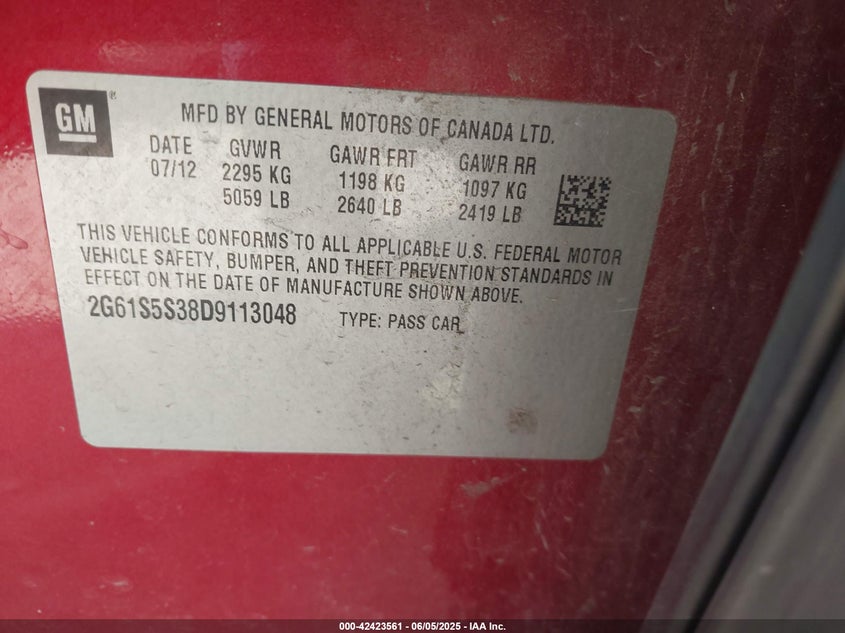 GM®
MFD BY GENERAL MOTORS OF CANADA LTD.
DATE GVWR GAWR FRT GAWR RR
07/12 2295 KG 1198 KG 1097 KG
5059 LB 2640 LB 2419 LB
THIS VEHICLE CONFORMS TO ALL APPLICABLE U.S. FEDERAL MOTOR
VEHICLE SAFETY, BUMPER, AND THEFT PREVENTION STANDARDS IN
EFFECT ON THE DATE OF MANUFACTURE SHOWN ABOVE.
2G61S5S38D9113048 TYPE: PASS CAR
000-42423561 - 06/05/2025 - IAA Inc.